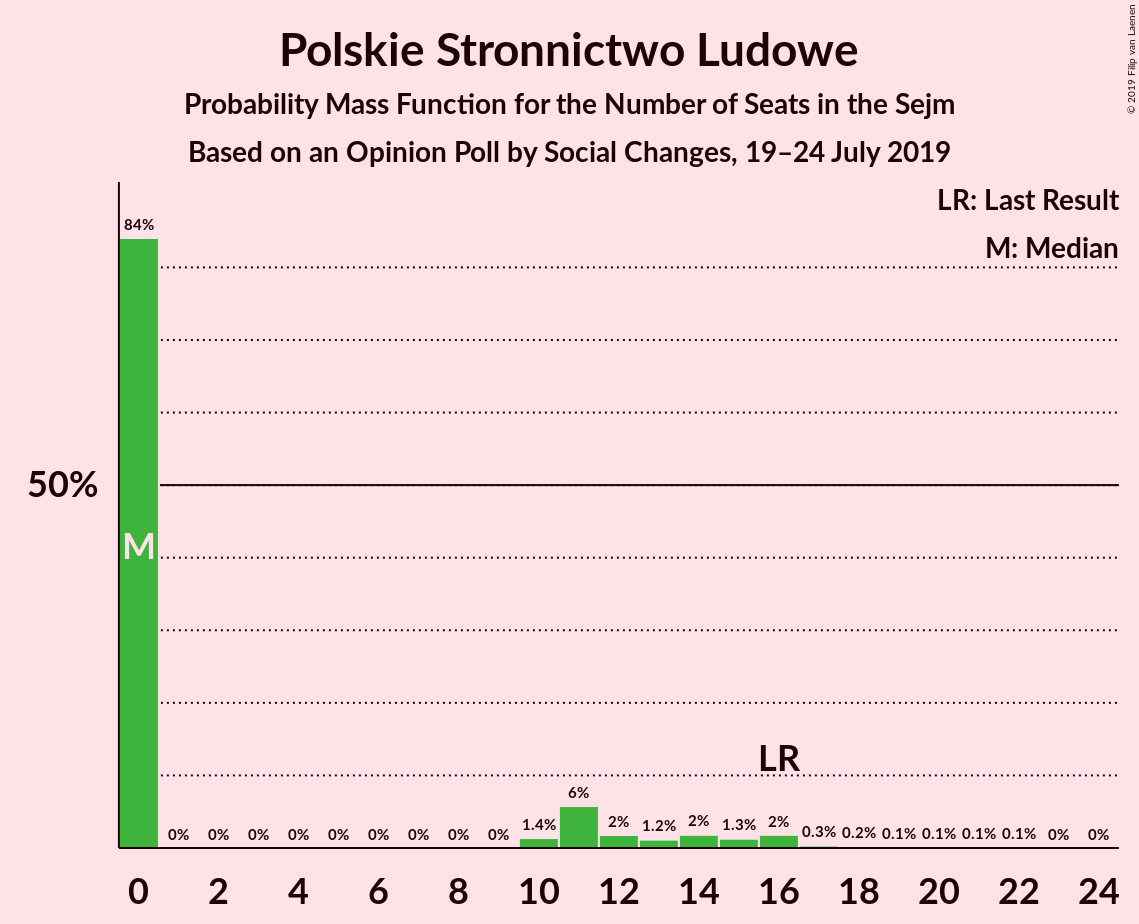 Polskie Stronnictwo Ludowe
Probability Mass Function for the Number of Seats in the Sejm
Based on an Opinion Poll by Social Changes, 19–24 July 2019
© 2019 Filip van Laenen
LR: Last Result
M: Median
84%
50%
M
LR
0% 0% 0% 0% 0% 0% 0% 0% 0% 1.4% 6% 2% 1.2% 2% 1.3% 2% 0.3% 0.2% 0.1% 0.1% 0.1% 0.1% 0% 0%
0 2 4 6 8 10 12 14 16 18 20 22 24